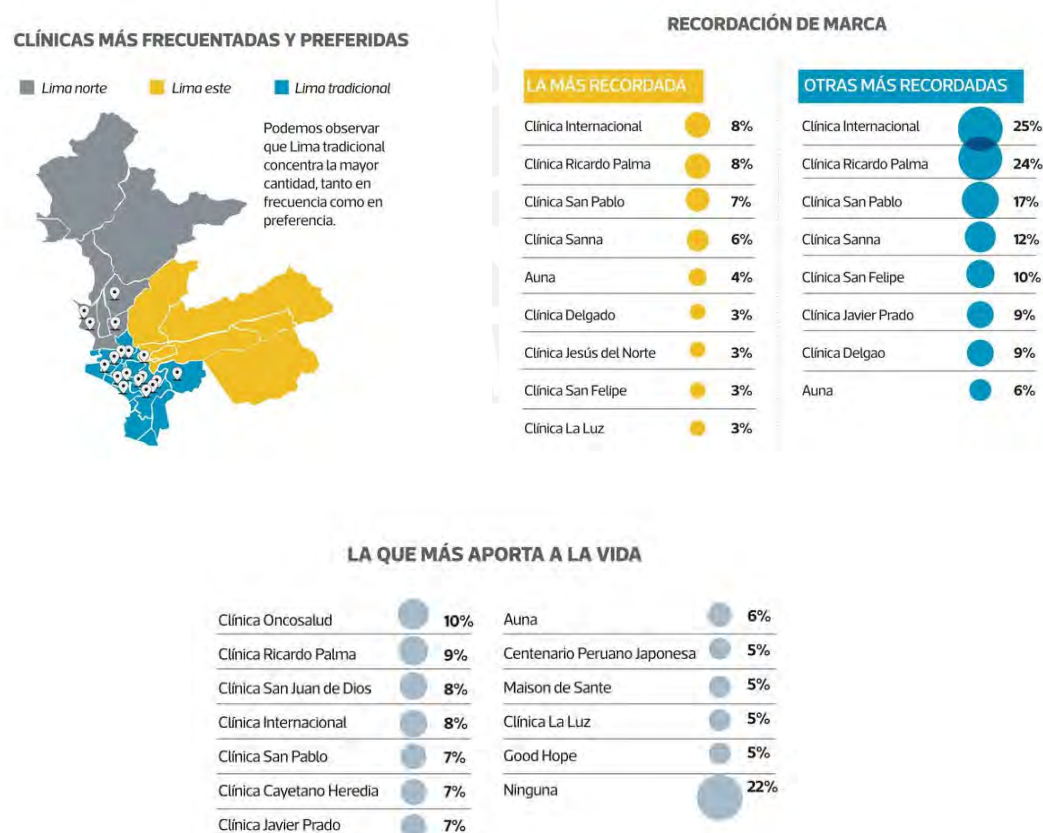 CLÍNICAS MÁS FRECUENTADAS Y PREFERIDAS
Lima norte
Lima este
Lima tradicional
Podemos observar
que Lima tradicional
concentra la mayor
cantidad, tanto en
frecuencia como en
preferencia.
RECORDACIÓN DE MARCA
LA MÁS RECORDADA
Clínica Internacional 8%
Clínica Ricardo Palma 8%
Clínica San Pablo 7%
Clínica Sanna 6%
Auna 4%
Clínica Delgado 3%
Clínica Jesús del Norte 3%
Clínica San Felipe 3%
Clínica La Luz 3%
OTRAS MÁS RECORDADAS
Clínica Internacional 25%
Clínica Ricardo Palma 24%
Clínica San Pablo 17%
Clínica Sanna 12%
Clínica San Felipe 10%
Clínica Javier Prado 9%
Clínica Delgao 9%
Auna 6%
LA QUE MÁS APORTA A LA VIDA
Clínica Oncosalud 10%
Clínica Ricardo Palma 9%
Clínica San Juan de Dios 8%
Clínica Internacional 8%
Clínica San Pablo 7%
Clínica Cayetano Heredia 7%
Clínica Javier Prado 7%
Auna 6%
Centenario Peruano Japonesa 5%
Maison de Sante 5%
Clínica La Luz 5%
Good Hope 5%
Ninguna 22%